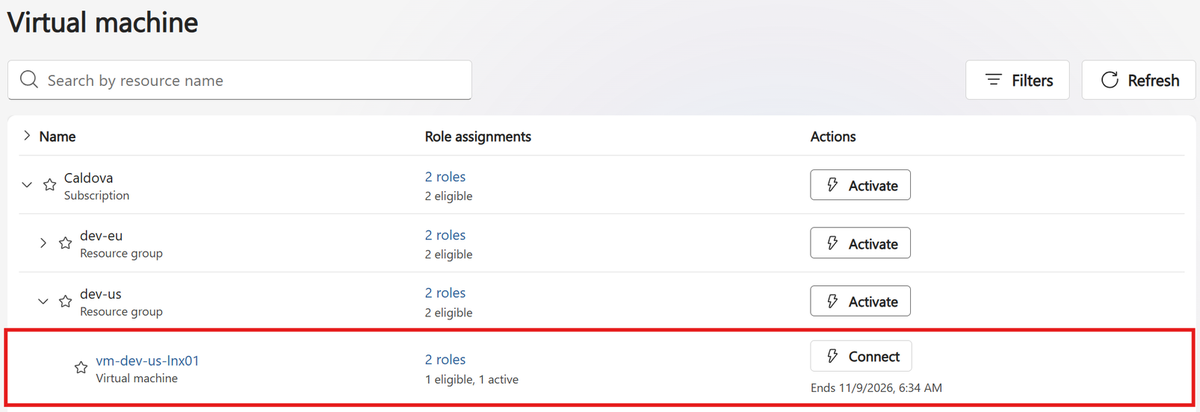 Virtual machine
Search by resource name
Filters
Refresh
Name Role assignments Actions
Caldova 2 roles Activate
Subscription 2 eligible
dev-eu 2 roles Activate
Resource group 2 eligible
dev-us 2 roles Activate
Resource group 2 eligible
vm-dev-us-lnx01 2 roles Connect
Virtual machine 1 eligible, 1 active Ends 11/9/2026, 6:34 AM